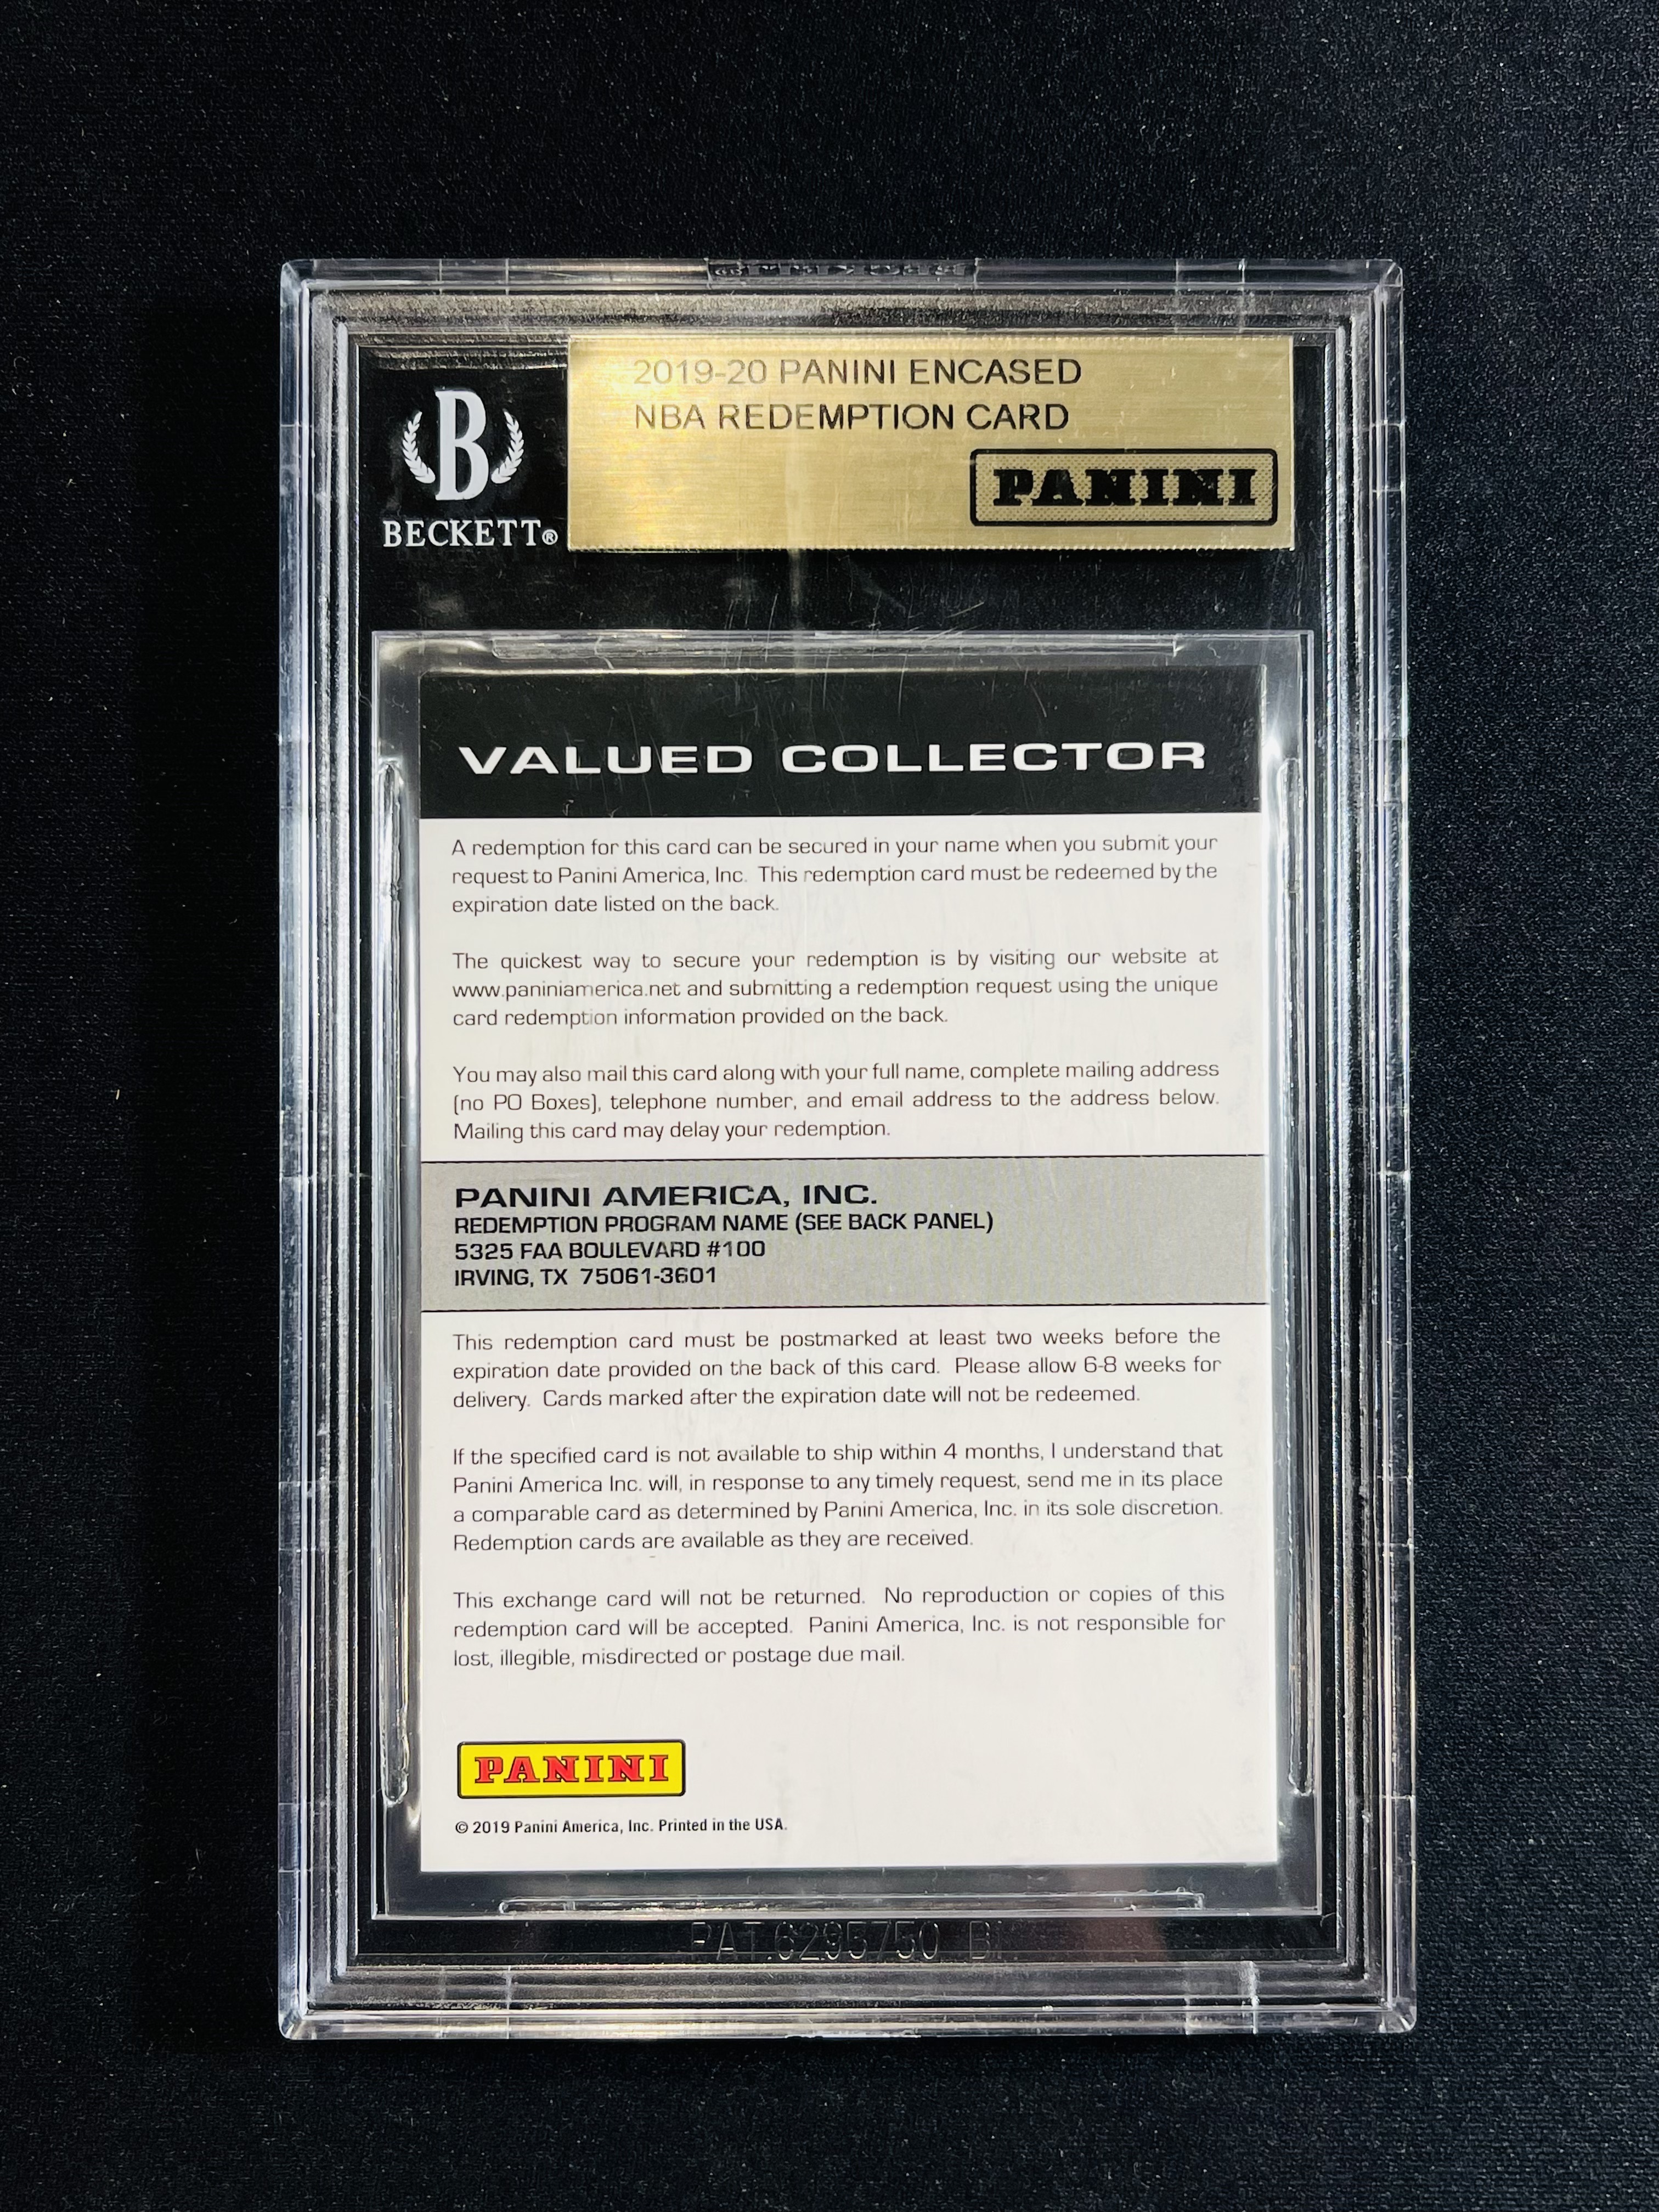 2019-20 PANINI ENCASED
NBA REDEMPTION CARD
PANINI
B
BECKETT®
VALUED COLLECTOR
A redemption for this card can be secured in your name when you submit your
request to Panini America, Inc. This redemption card must be redeemed by the
expiration date listed on the back.
The quickest way to secure your redemption is by visiting our website at
www.paniniamerica.net and submitting a redemption request using the unique
card redemption information provided on the back.
You may also mail this card along with your full name, complete mailing address
(no PO Boxes), telephone number, and email address to the address below.
Mailing this card may delay your redemption.
PANINI AMERICA, INC.
REDEMPTION PROGRAM NAME (SEE BACK PANEL)
5325 FAA BOULEVARD #100
IRVING, TX 75061-3601
This redemption card must be postmarked at least two weeks before the
expiration date provided on the back of this card. Please allow 6-8 weeks for
delivery. Cards marked after the expiration date will not be redeemed.
If the specified card is not available to ship within 4 months, I understand that
Panini America Inc. will, in response to any timely request, send me in its place
a comparable card as determined by Panini America, Inc. in its sole discretion.
Redemption cards are available as they are received.
This exchange card will not be returned. No reproduction or copies of this
redemption card will be accepted. Panini America, Inc. is not responsible for
lost, illegible, misdirected or postage due mail.
PANINI
© 2019 Panini America, Inc. Printed in the USA.
PAT.6295750 B1